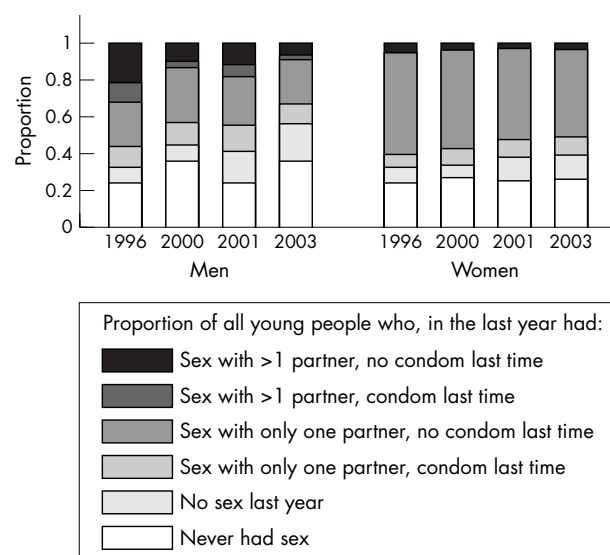 1
0.8
0.6
0.4
0.2
0
Proportion
1996 2000 2001 2003 1996 2000 2001 2003
Men Women
Proportion of all young people who, in the last year had:
Sex with >1 partner, no condom last time
Sex with >1 partner, condom last time
Sex with only one partner, no condom last time
Sex with only one partner, condom last time
No sex last year
Never had sex